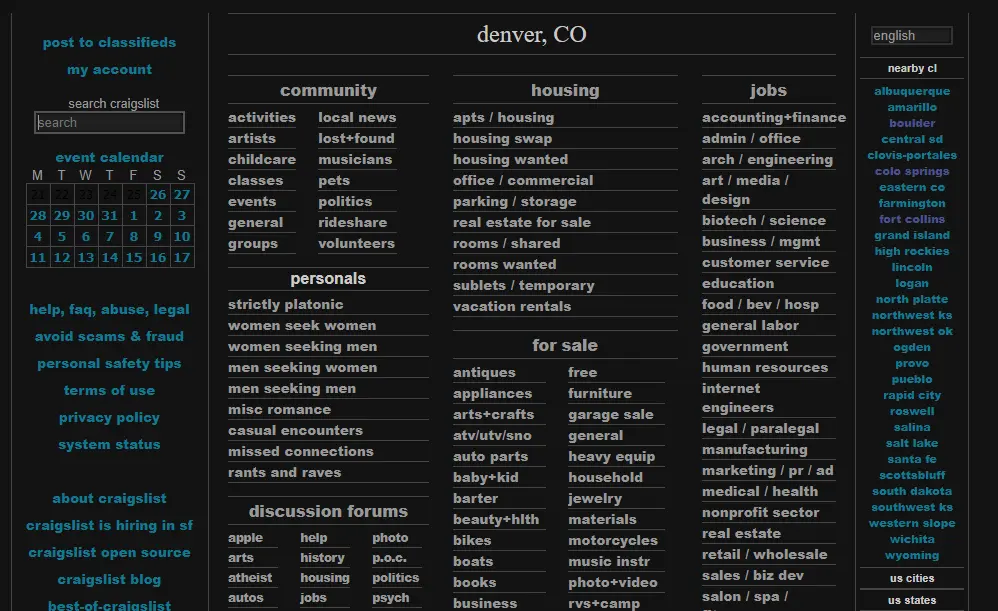 post to classifieds
my account
search craigslist
search
event calendar
M T W T F S S
21 22 23 24 25 26 27
28 29 30 31 1 2 3
4 5 6 7 8 9 10
11 12 13 14 15 16 17
help, faq, abuse, legal
avoid scams & fraud
personal safety tips
terms of use
privacy policy
system status
about craigslist
craigslist is hiring in sf
craigslist open source
craigslist blog
best-of-craigslist
denver, CO
community
activities local news
artists lost+found
childcare musicians
classes pets
events politics
general rideshare
groups volunteers
personals
strictly platonic
women seek women
women seeking men
men seeking women
men seeking men
misc romance
casual encounters
missed connections
rants and raves
discussion forums
apple help photo
arts history p.o.c.
atheist housing politics
autos jobs psych
housing
apts / housing
housing swap
housing wanted
office / commercial
parking / storage
real estate for sale
rooms / shared
rooms wanted
sublets / temporary
vacation rentals
for sale
antiques free
appliances furniture
arts+crafts garage sale
atv/utv/sno general
auto parts heavy equip
baby+kid household
barter jewelry
beauty+hlth materials
bikes motorcycles
boats music instr
books photo+video
business rvs+camp
jobs
accounting+finance
admin / office
arch / engineering
art / media /
design
biotech / science
business / mgmt
customer service
education
food / bev / hosp
general labor
government
human resources
internet
engineers
legal / paralegal
manufacturing
marketing / pr / ad
medical / health
nonprofit sector
real estate
retail / wholesale
sales / biz dev
salon / spa /
english
nearby cl
albuquerque
amarillo
boulder
central sd
clovis-portales
colo springs
eastern co
farmington
fort collins
grand island
high rockies
lincoln
logan
north platte
northwest ks
northwest ok
ogden
provo
pueblo
rapid city
roswell
salina
salt lake
santa fe
scottsbluff
south dakota
southwest ks
western slope
wichita
wyoming
us cities
us states